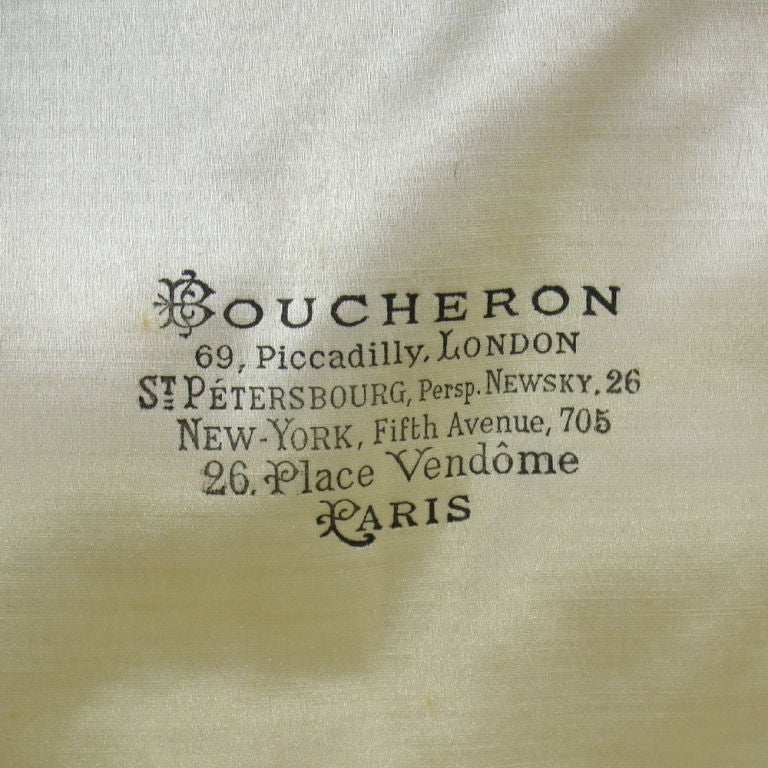 BOUCHERON
69, Piccadilly, LONDON
ST PÉTERSBOURG, Persp. NEWSKY, 26
NEW-YORK, Fifth Avenue, 705
26, Place Vendôme
PARIS